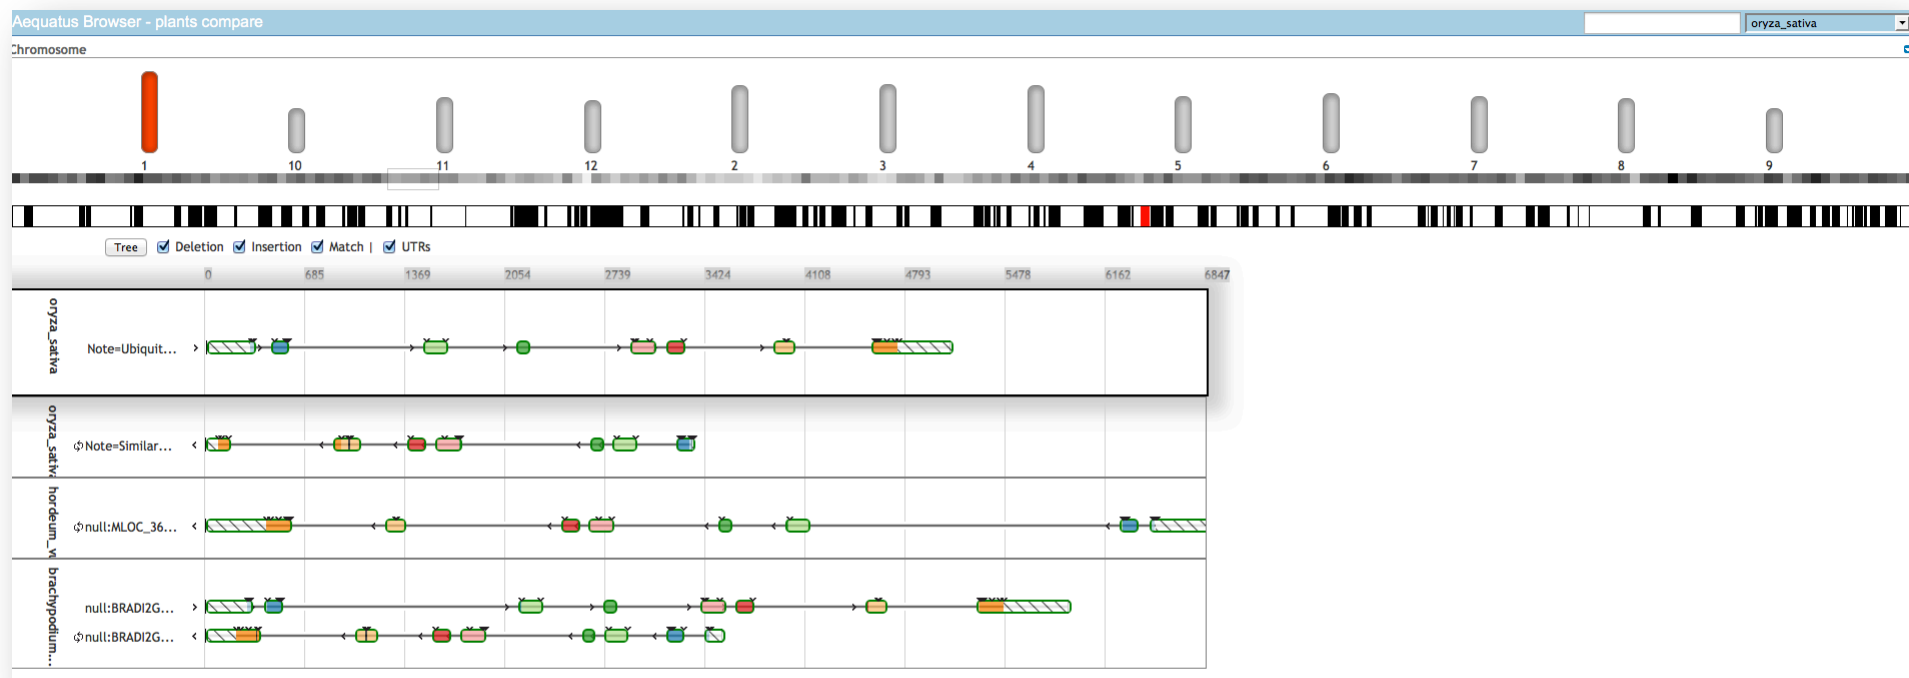 Aequatus Browser - plants compare
oryza_sativa
Chromosome
1 10 11 12 2 3 4 5 6 7 8 9
Tree Deletion Insertion Match | UTRs
0 685 1369 2054 2739 3424 4108 4793 5478 6162 6847
oryza_sativa
Note=Ubiquit...
oryza_sativa
Note=Similar...
hordeum_vu
null:MLOC_36...
brachypodium...
null:BRADI2G...
null:BRADI2G...